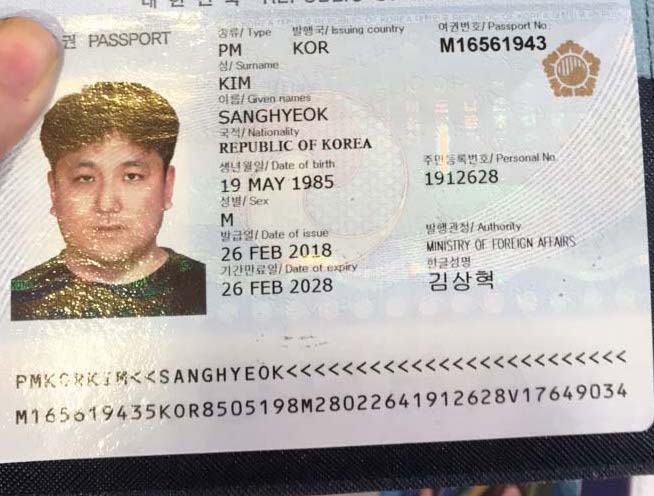 대한민국 REPUBLIC
권 PASSPORT
종류/ Type 발행국/ Issuing country 여권번호/ Passport No.
PM KOR M16561943
성/ Surname
KIM
이름/ Given names
SANGHYEOK
국적/ Nationality
REPUBLIC OF KOREA
생년월일/ Date of birth 주민등록번호/ Personal No.
19 MAY 1985 1912628
성별/ Sex
M
발급일/ Date of issue 발행관청/ Authority
26 FEB 2018 MINISTRY OF FOREIGN AFFAIRS
기간만료일/ Date of expiry 한글성명
26 FEB 2028 김상혁
PMKORKIM<<SANGHYEOK<<<<<<<<<<<<<<<<<<<<<<<<<
M165619435KOR8505198M28022641912628V17649034